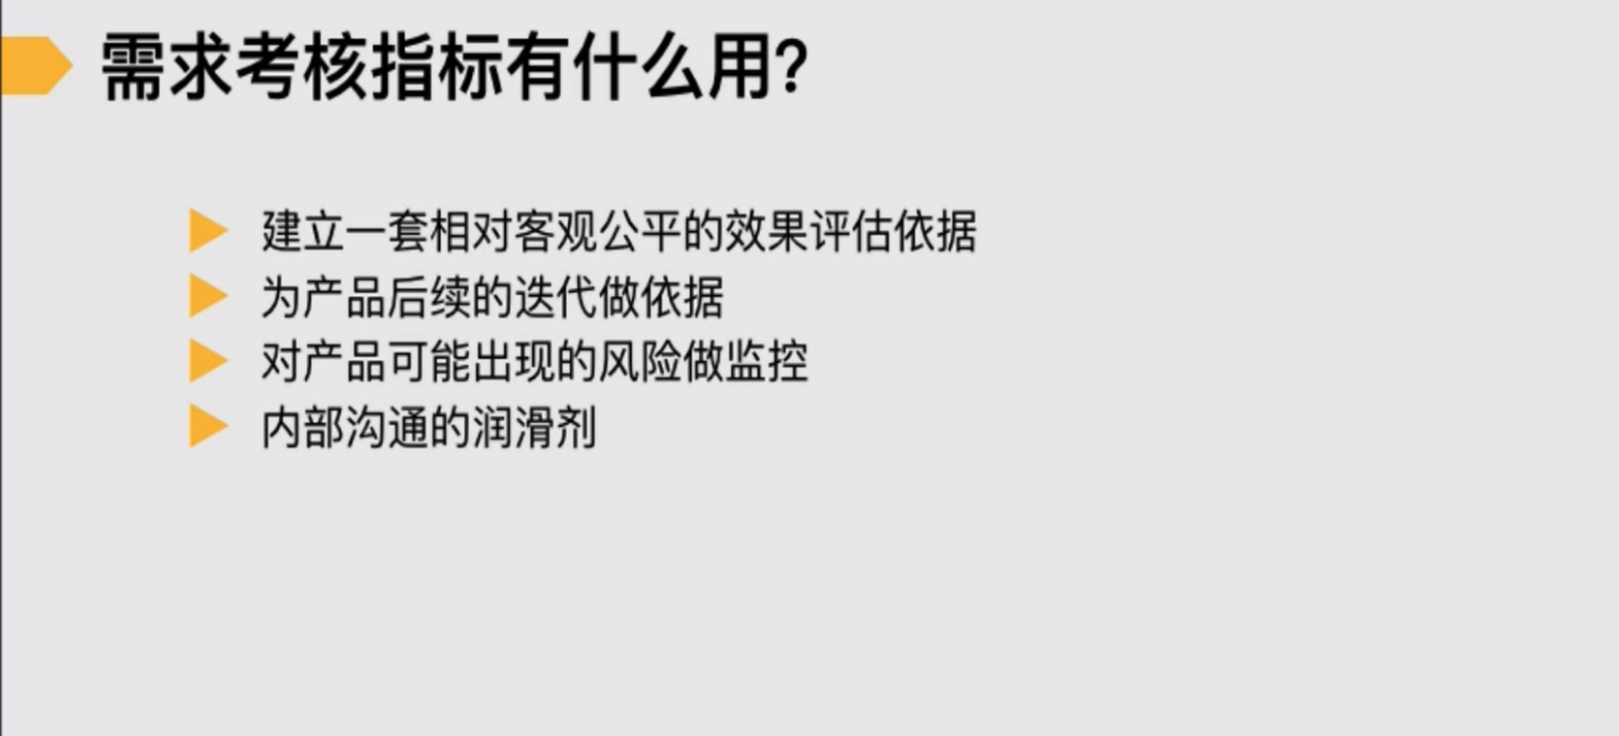 需求考核指标有什么用?
建立一套相对客观公平的效果评估依据
为产品后续的迭代做依据
对产品可能出现的风险做监控
内部沟通的润滑剂